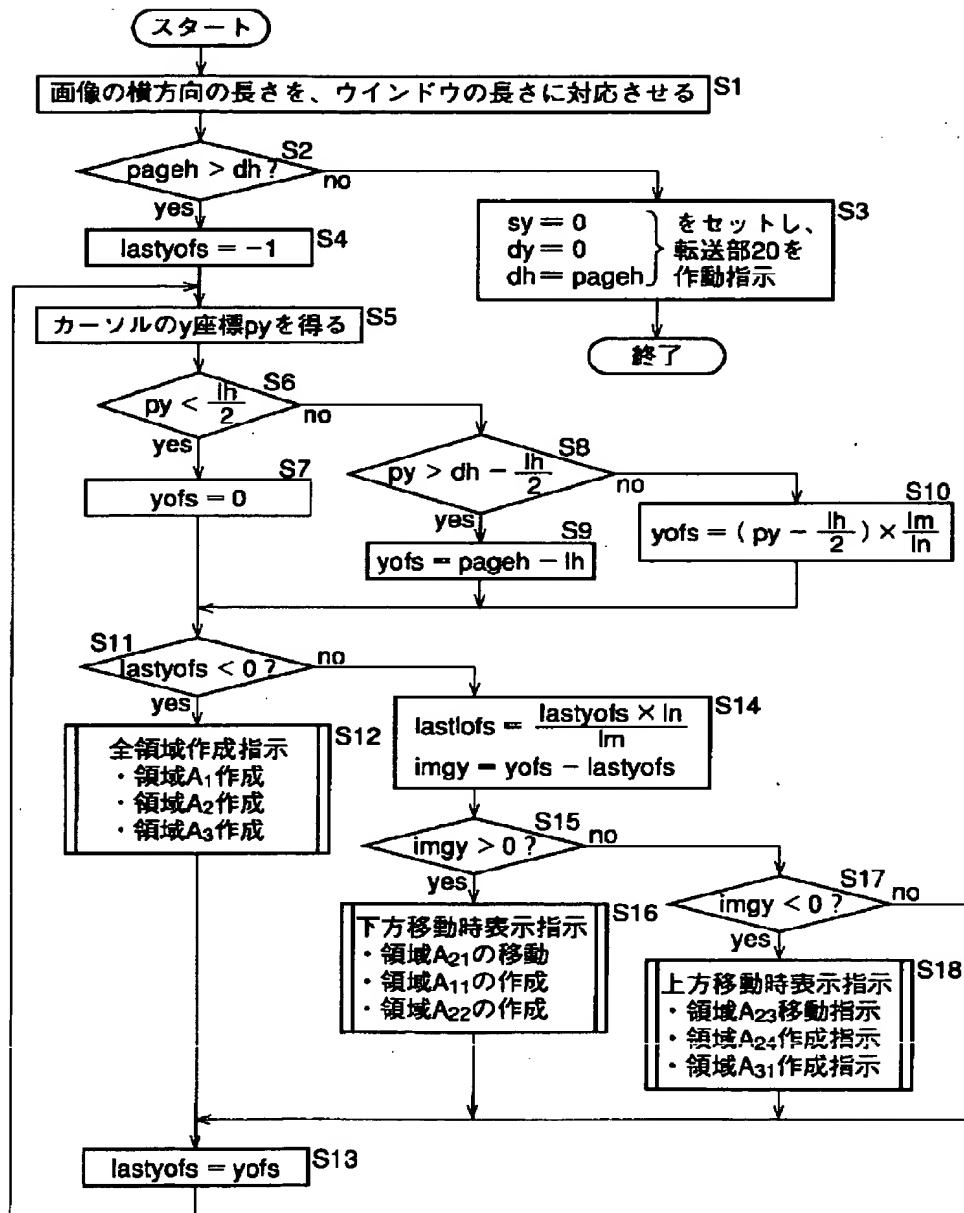 スタート
画像の横方向の長さを、ウインドウの長さに対応させる
S1
pageh > dh ?
S2
no
yes
sy = 0
dy = 0
dh = pageh
をセットし、
転送部20を
作動指示
S3
終了
lastyofs = -1
S4
カーソルのy座標pyを得る
S5
py < lh/2
S6
no
yes
yofs = 0
S7
py > dh - lh/2
S8
no
yes
yofs = pageh - lh
S9
yofs = ( py - lh/2 ) × lm/ln
S10
S11
lastyofs < 0 ?
no
yes
全領域作成指示
・領域A1作成
・領域A2作成
・領域A3作成
S12
lastlofs = lastyofs × ln/lm
imgy = yofs - lastyofs
S14
imgy > 0 ?
S15
no
yes
下方移動時表示指示
・領域A21の移動
・領域A11の作成
・領域A22の作成
S16
imgy < 0 ?
S17
no
yes
上方移動時表示指示
・領域A23移動指示
・領域A24作成指示
・領域A31作成指示
S18
lastyofs = yofs
S13